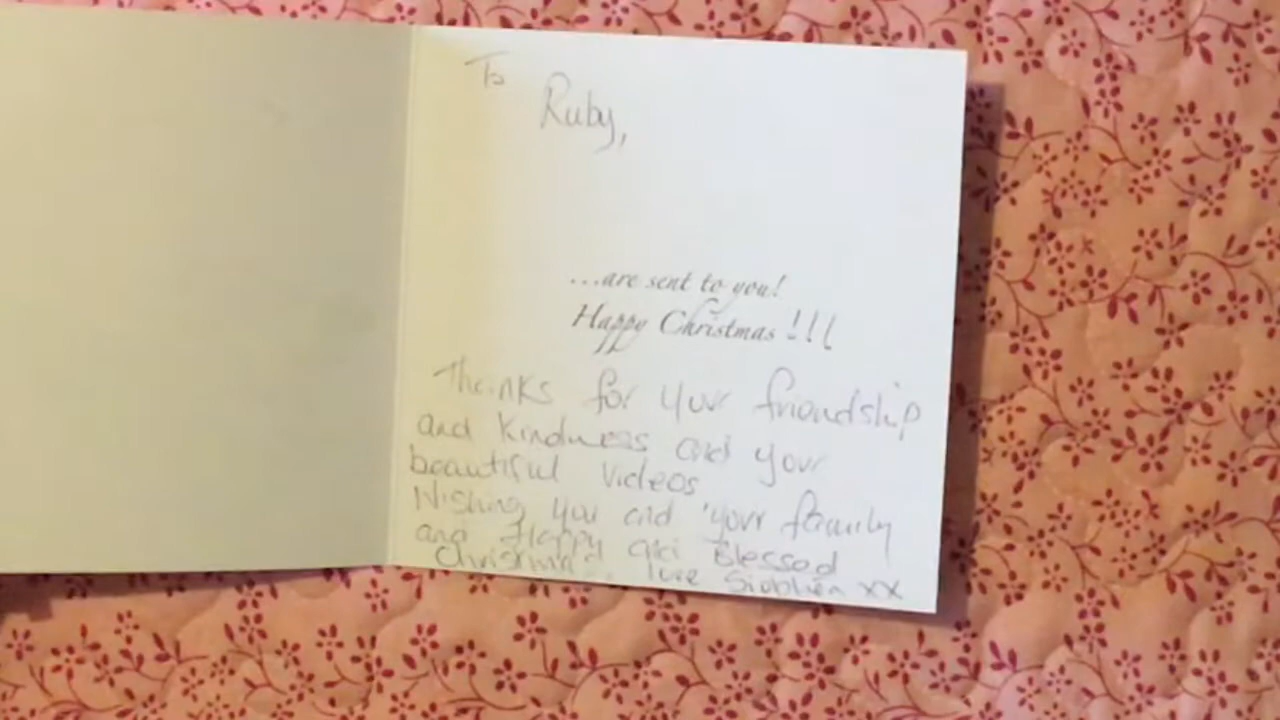 To
Ruby,
...are sent to you!
Happy Christmas !!!
Thanks for your friendship
and kindness and your
beautiful videos
Wishing you and your family
and Happy and Blessed
Christmas love
xx